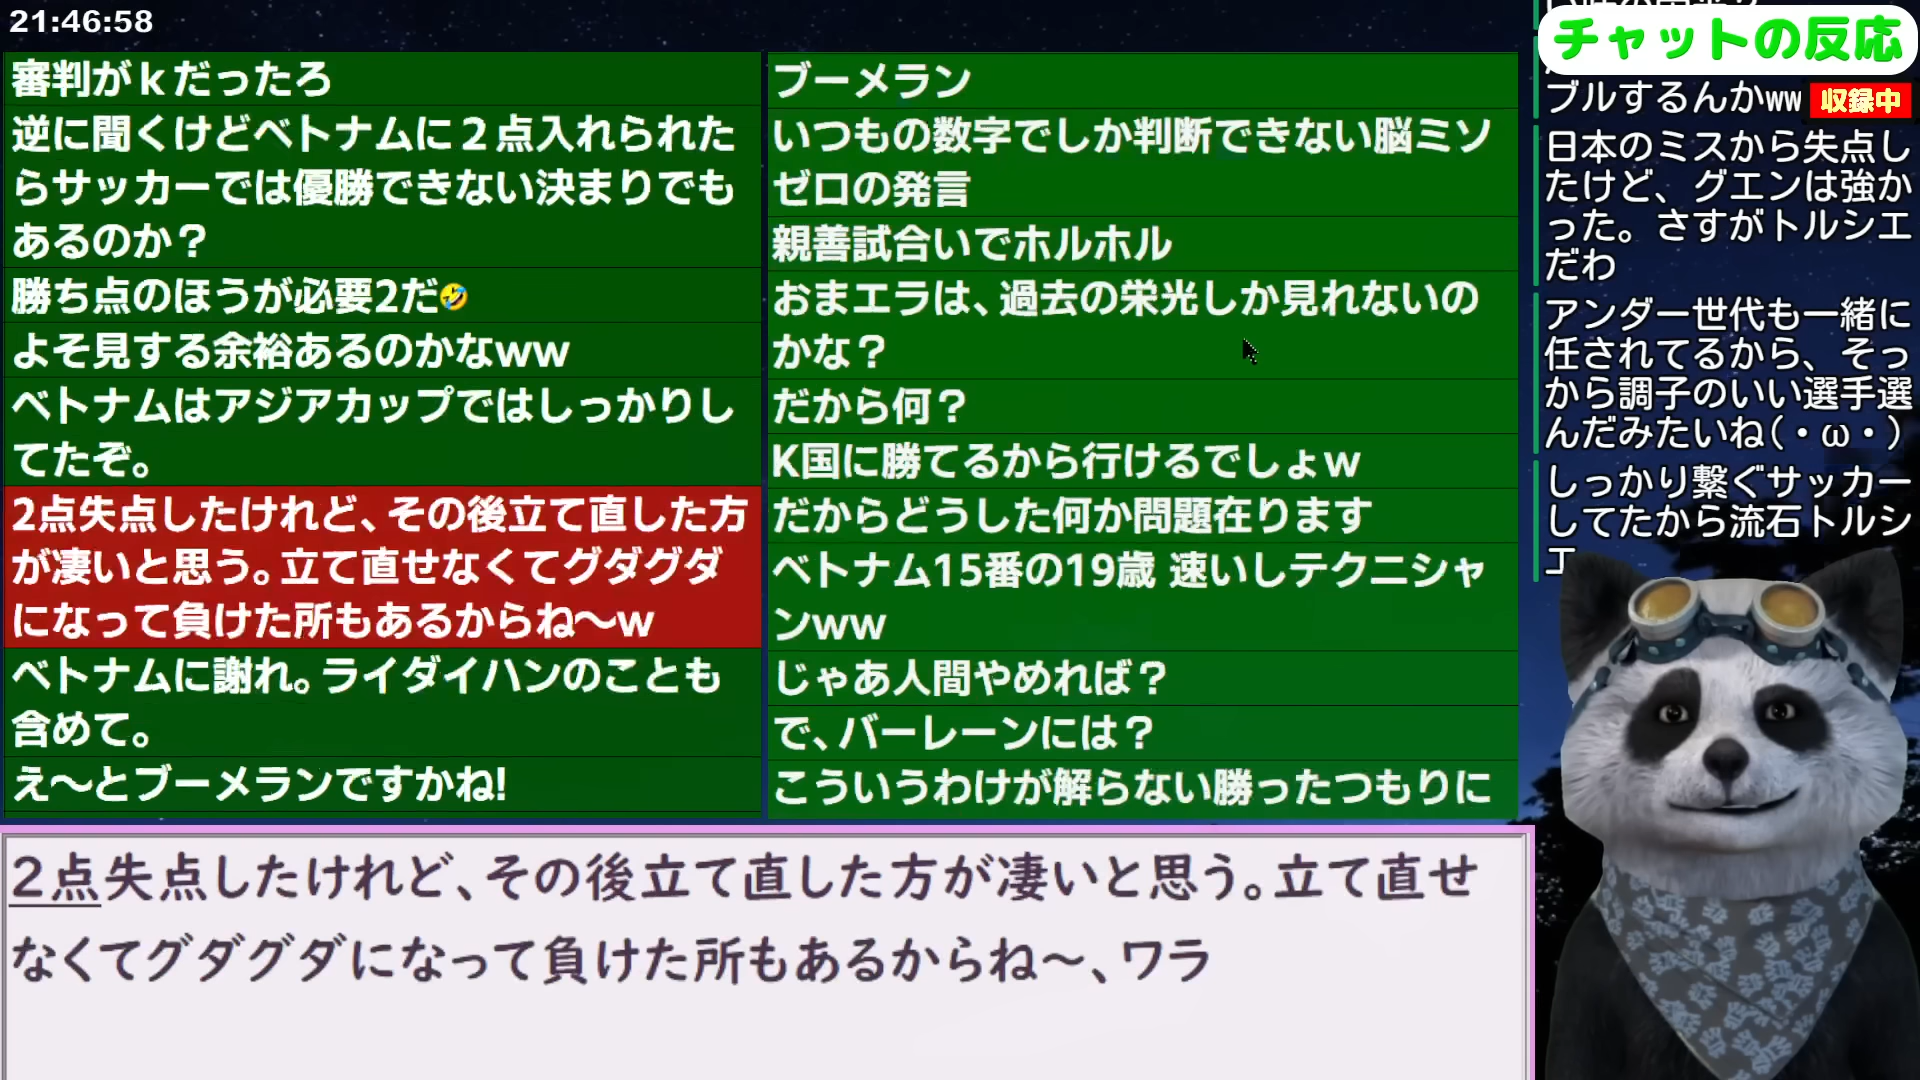 21:46:58
審判がkだったろ
逆に聞くけどベトナムに２点入れられた
らサッカーでは優勝できない決まりでも
あるのか？
勝ち点のほうが必要2だ🤣
よそ見する余裕あるのかなww
ベトナムはアジアカップではしっかりし
てたぞ。
2点失点したけれど、その後立て直した方
が凄いと思う。立て直せなくてグダグダ
になって負けた所もあるからね〜w
ベトナムに謝れ。ライダイハンのことも
含めて。
え〜とブーメランですかね!
ブーメラン
いつもの数字でしか判断できない脳ミソ
ゼロの発言
親善試合いでホルホル
おまエラは、過去の栄光しか見れないの
かな？
だから何？
K国に勝てるから行けるでしょw
だからどうした何か問題在ります
ベトナム15番の19歳 速いしテクニシャ
ンww
じゃあ人間やめれば？
で、バーレーンには？
こういうわけが解らない勝ったつもりに
チャットの反応
ブルするんかww
収録中
日本のミスから失点し
たけど、グエンは強か
った。さすがトルシエ
だわ
アンダー世代も一緒に
任されてるから、そっ
から調子のいい選手選
んだみたいね(・ω・)
しっかり繋ぐサッカー
してたから流石トルシ
エ
２点失点したけれど、その後立て直した方が凄いと思う。立て直せ
なくてグダグダになって負けた所もあるからね〜、ワラ